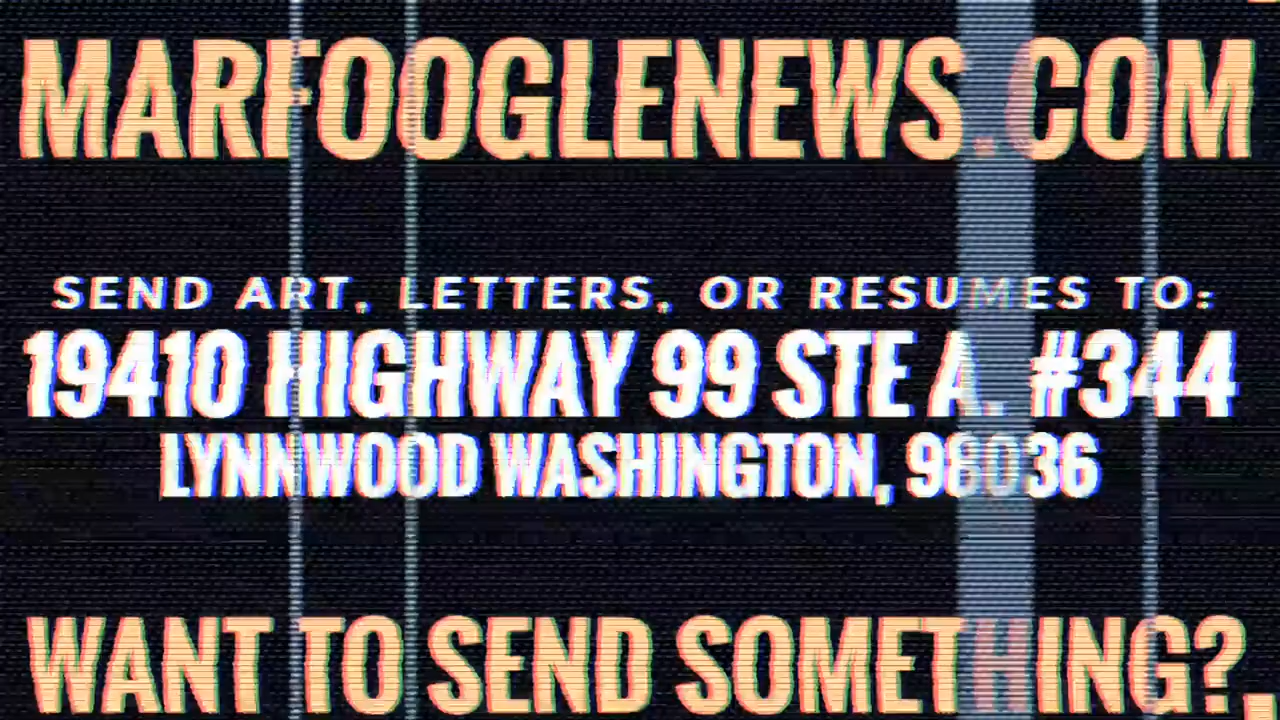 MARFOOGLENEWS.COM
SEND ART, LETTERS, OR RESUMES TO:
19410 HIGHWAY 99 STE A. #344
LYNNWOOD WASHINGTON, 98036
WANT TO SEND SOMETHING?